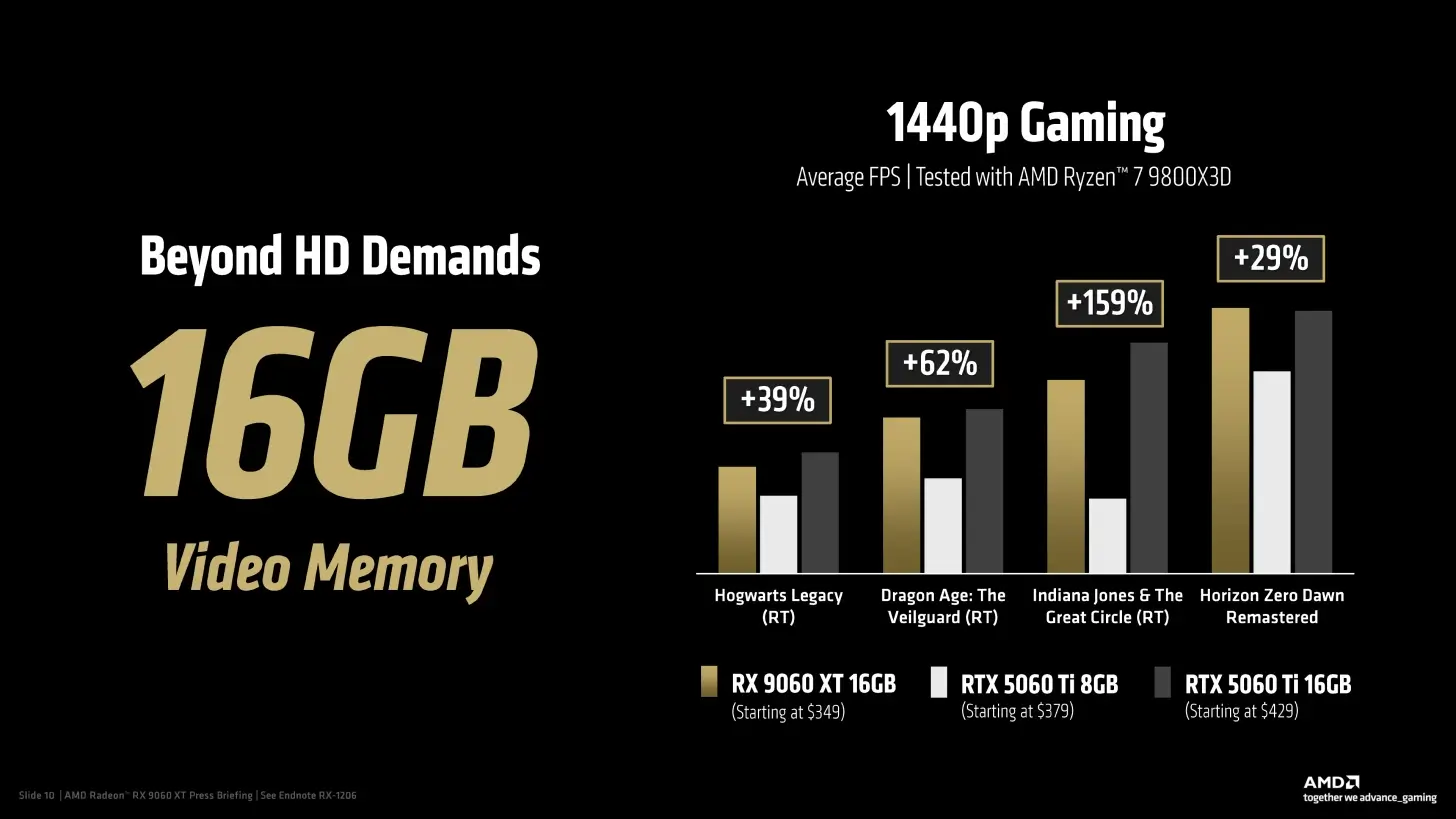 1440p Gaming
Average FPS | Tested with AMD Ryzen™ 7 9800X3D
Beyond HD Demands
16GB
Video Memory
+39%
+62%
+159%
+29%
Hogwarts Legacy
(RT)
Dragon Age: The
Veilguard (RT)
Indiana Jones & The
Great Circle (RT)
Horizon Zero Dawn
Remastered
RX 9060 XT 16GB
(Starting at $349)
RTX 5060 Ti 8GB
(Starting at $379)
RTX 5060 Ti 16GB
(Starting at $429)
Slide 10 | AMD Radeon™ RX 9060 XT Press Briefing | See Endnote RX-1206
AMD
together we advance_gaming